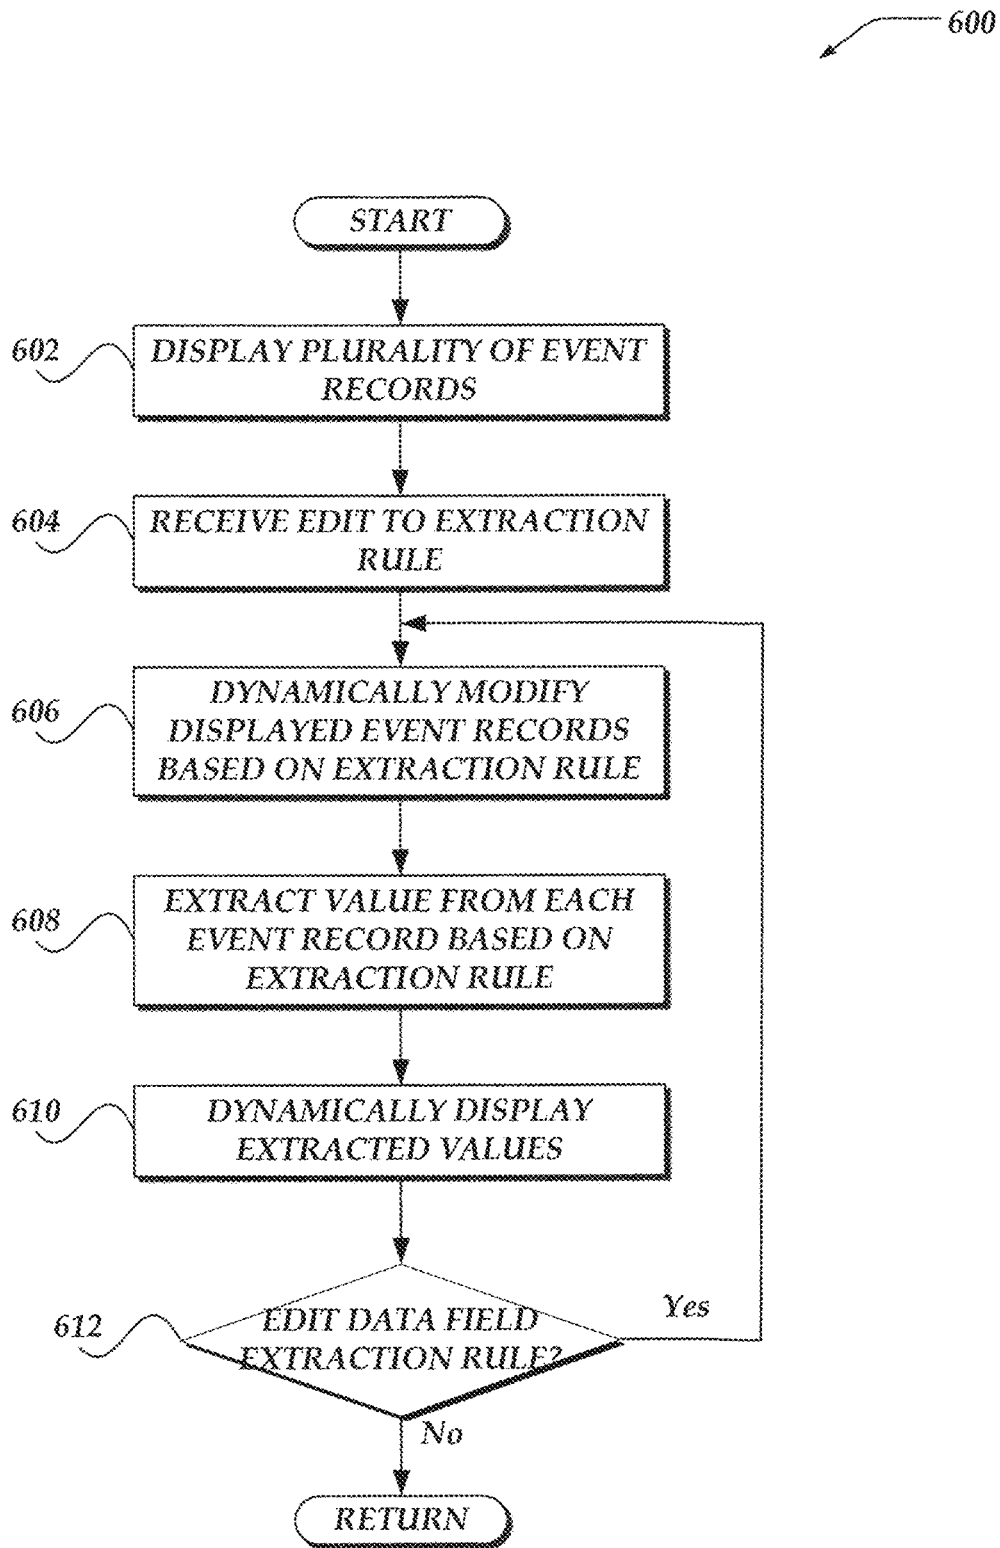 600
START
602
DISPLAY PLURALITY OF EVENT
RECORDS
604
RECEIVE EDIT TO EXTRACTION
RULE
606
DYNAMICALLY MODIFY
DISPLAYED EVENT RECORDS
BASED ON EXTRACTION RULE
608
EXTRACT VALUE FROM EACH
EVENT RECORD BASED ON
EXTRACTION RULE
610
DYNAMICALLY DISPLAY
EXTRACTED VALUES
612
EDIT DATA FIELD
EXTRACTION RULE?
Yes
No
RETURN